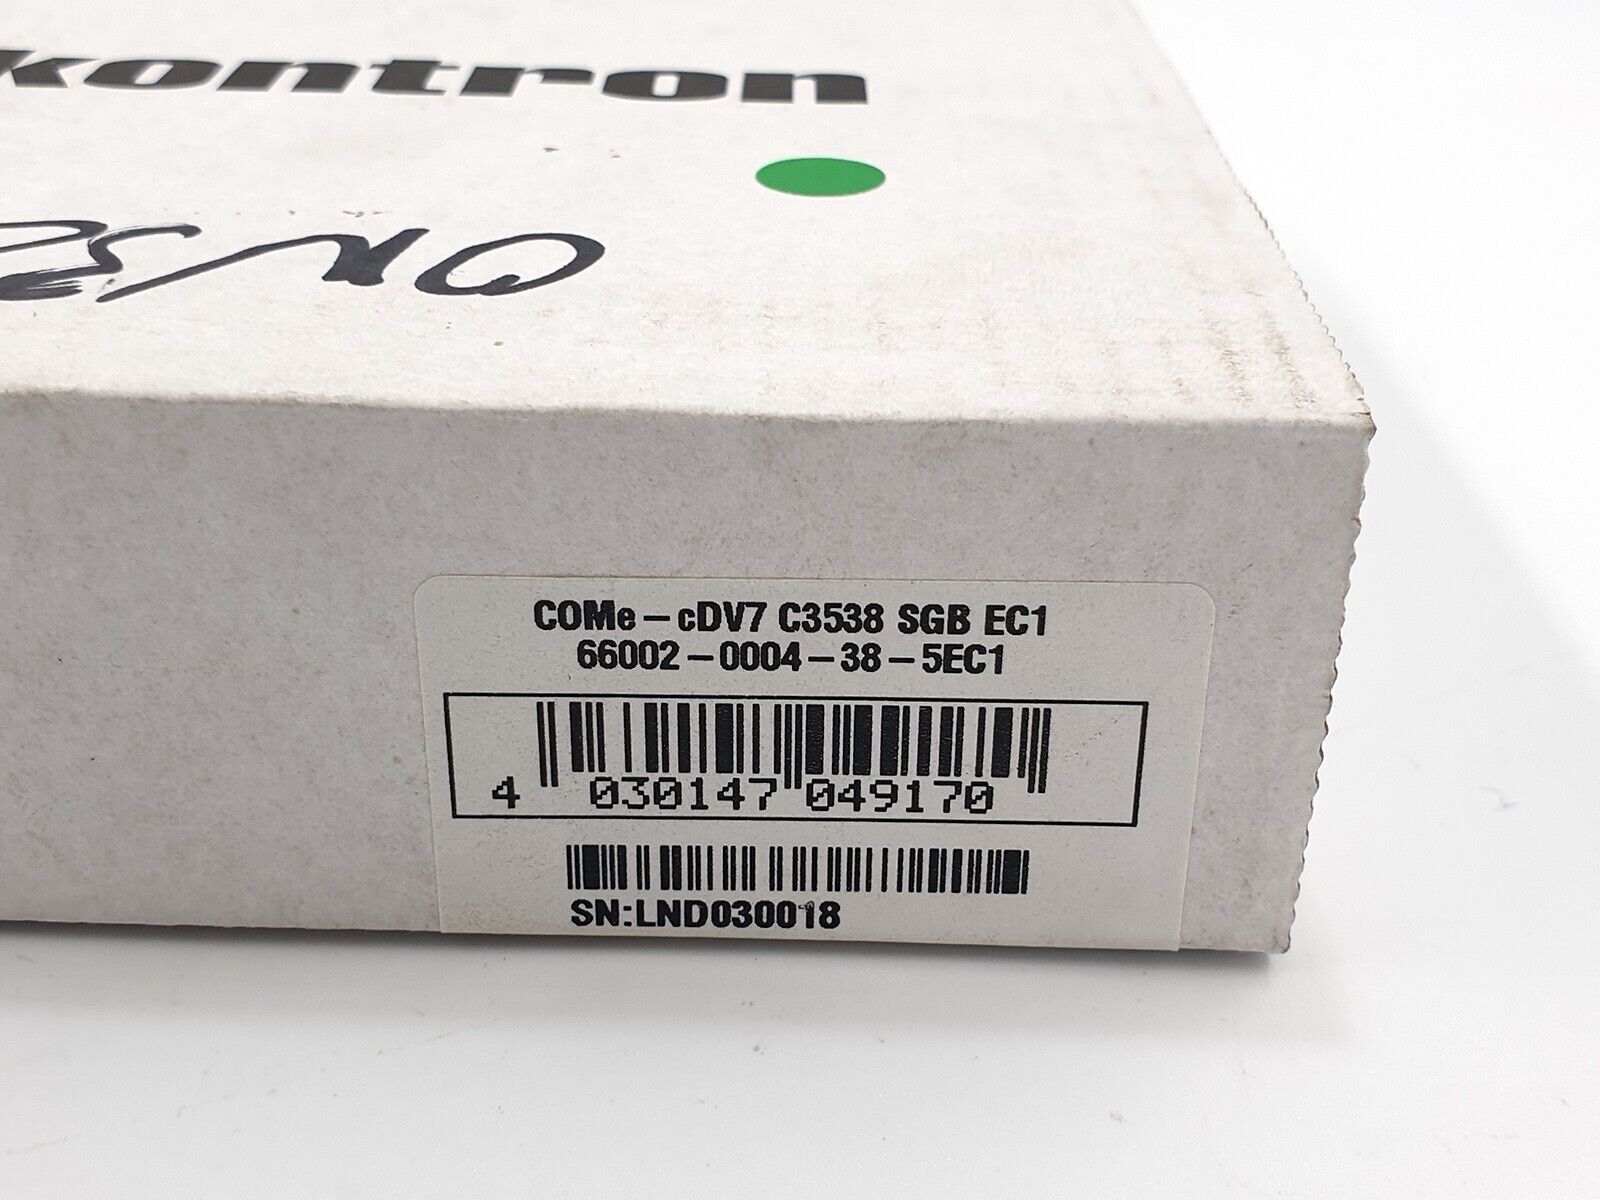 kontron
COMe-cDV7 C3538 SGB EC1
66002-0004-38-5EC1
4 030147 049170
SN:LND030018